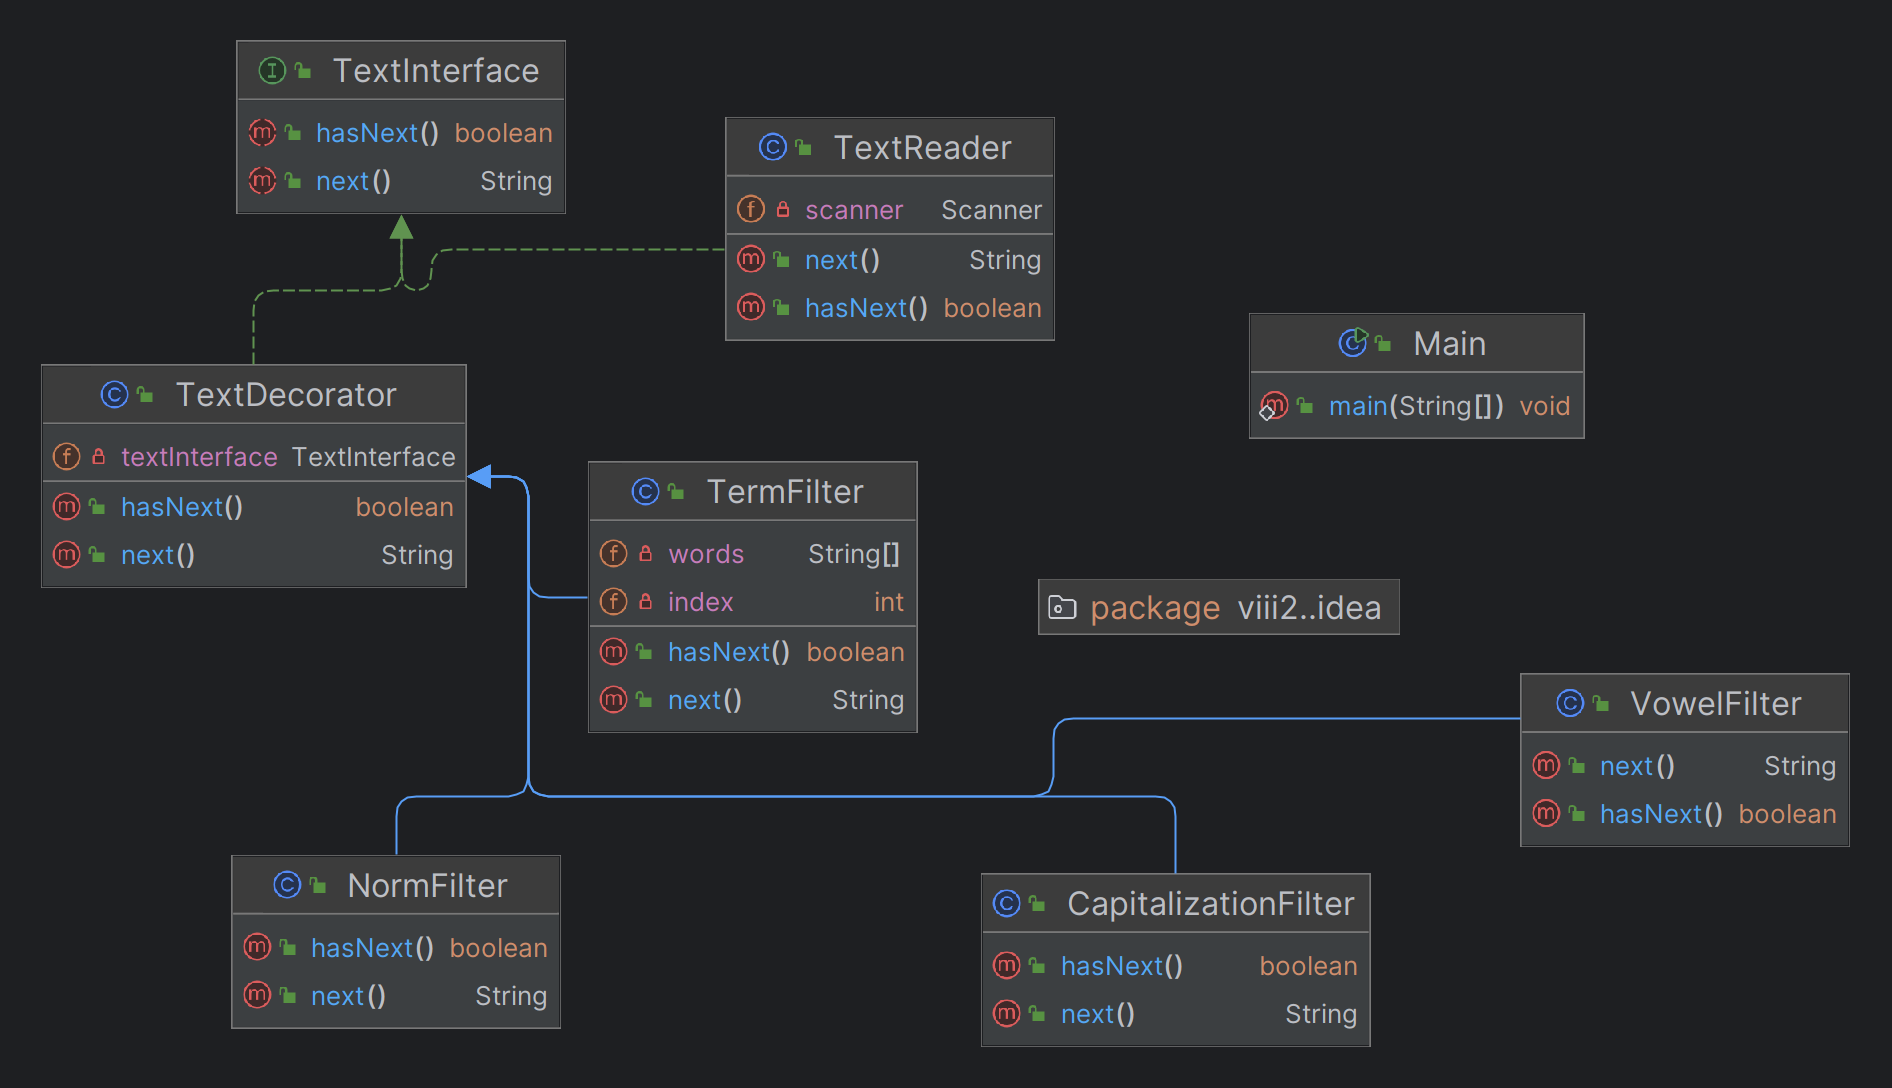 TextInterface
hasNext() boolean
next() String
TextReader
scanner Scanner
next() String
hasNext() boolean
Main
main(String[]) void
TextDecorator
textInterface TextInterface
hasNext() boolean
next() String
TermFilter
words String[]
index int
hasNext() boolean
next() String
package viii2..idea
VowelFilter
next() String
hasNext() boolean
NormFilter
hasNext() boolean
next() String
CapitalizationFilter
hasNext() boolean
next() String